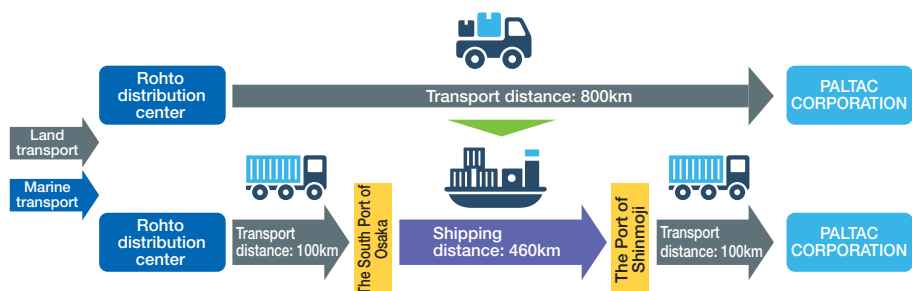 Rohto
distribution
center
Transport distance: 800km
PALTAC
CORPORATION
Land
transport
Marine
transport
Rohto
distribution
center
Transport
distance: 100km
The South Port of
Osaka
Shipping
distance: 460km
The Port of
Shinmoji
Transport
distance: 100km
PALTAC
CORPORATION